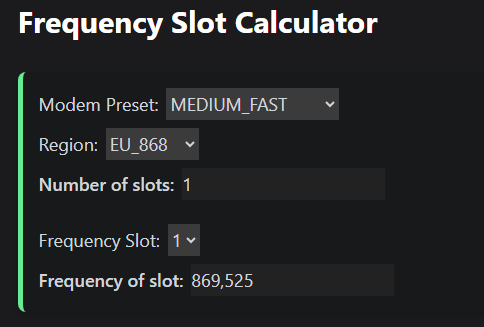 Frequency Slot Calculator
Modem Preset: MEDIUM_FAST
Region: EU_868
Number of slots: 1
Frequency Slot: 1
Frequency of slot: 869,525